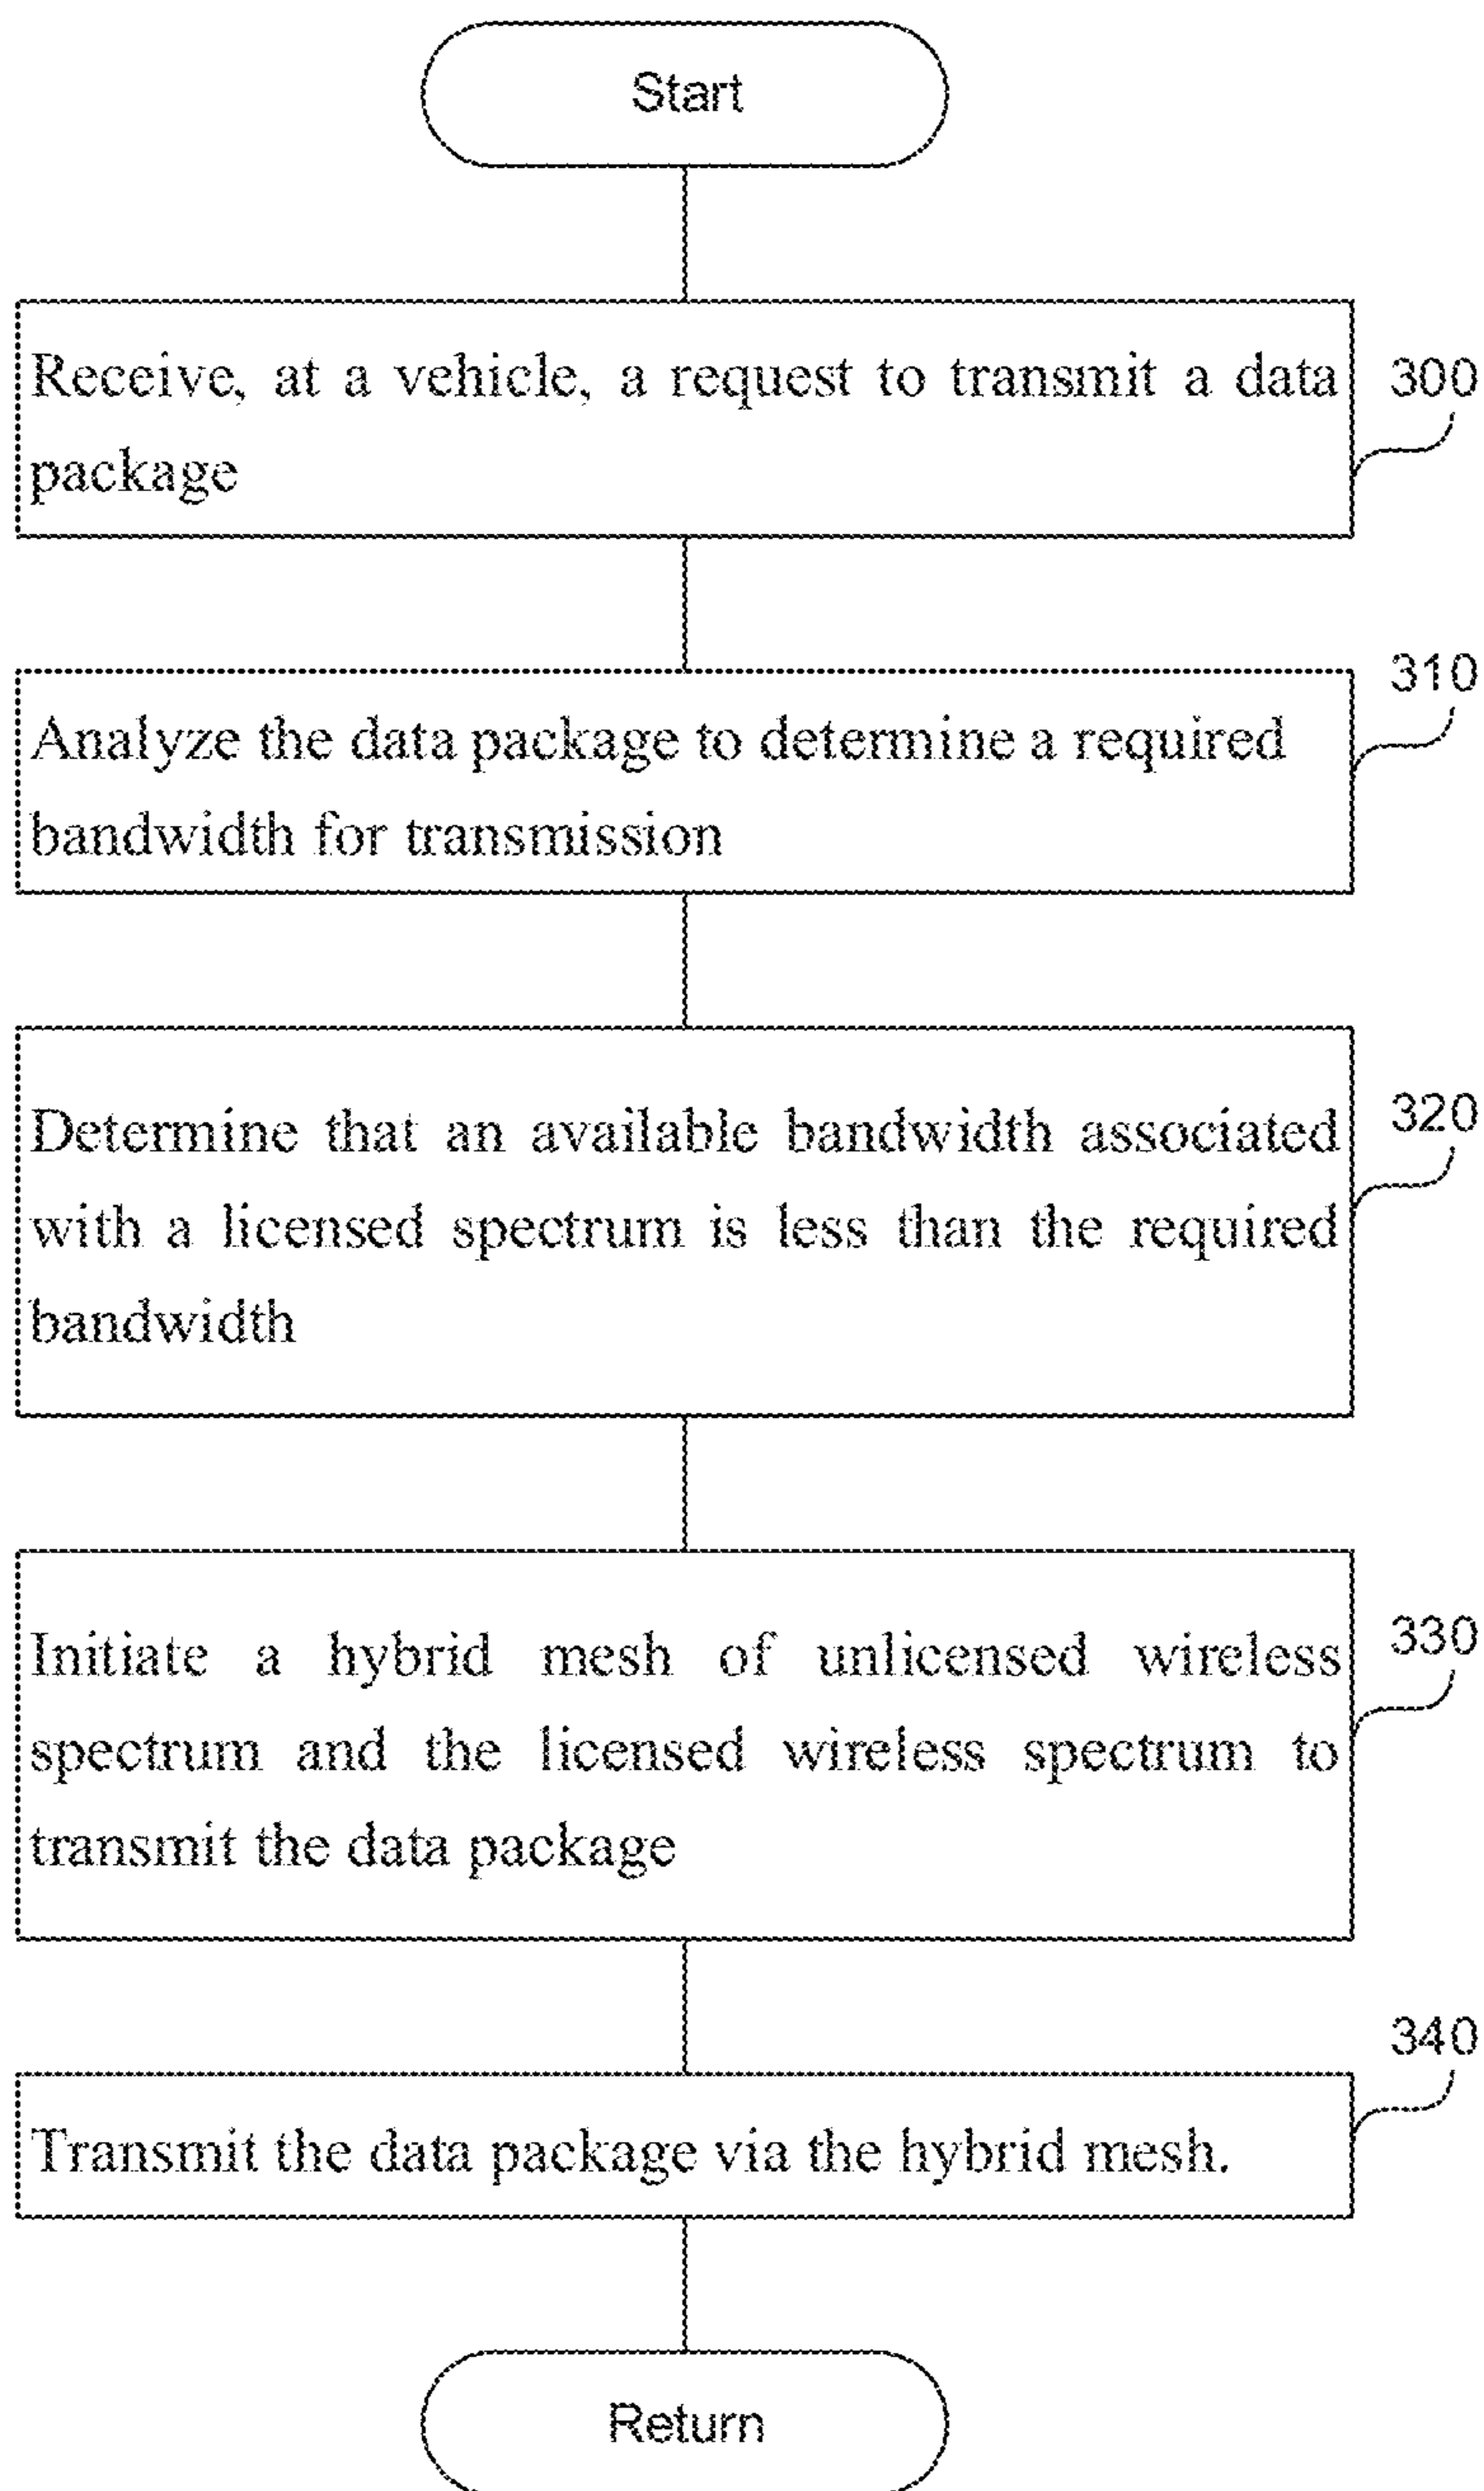 Start
Receive, at a vehicle, a request to transmit a data
package
300
Analyze the data package to determine a required
bandwidth for transmission
310
Determine that an available bandwidth associated
with a licensed spectrum is less than the required
bandwidth
320
Initiate a hybrid mesh of unlicensed wireless
spectrum and the licensed wireless spectrum to
transmit the data package
330
Transmit the data package via the hybrid mesh.
340
Return